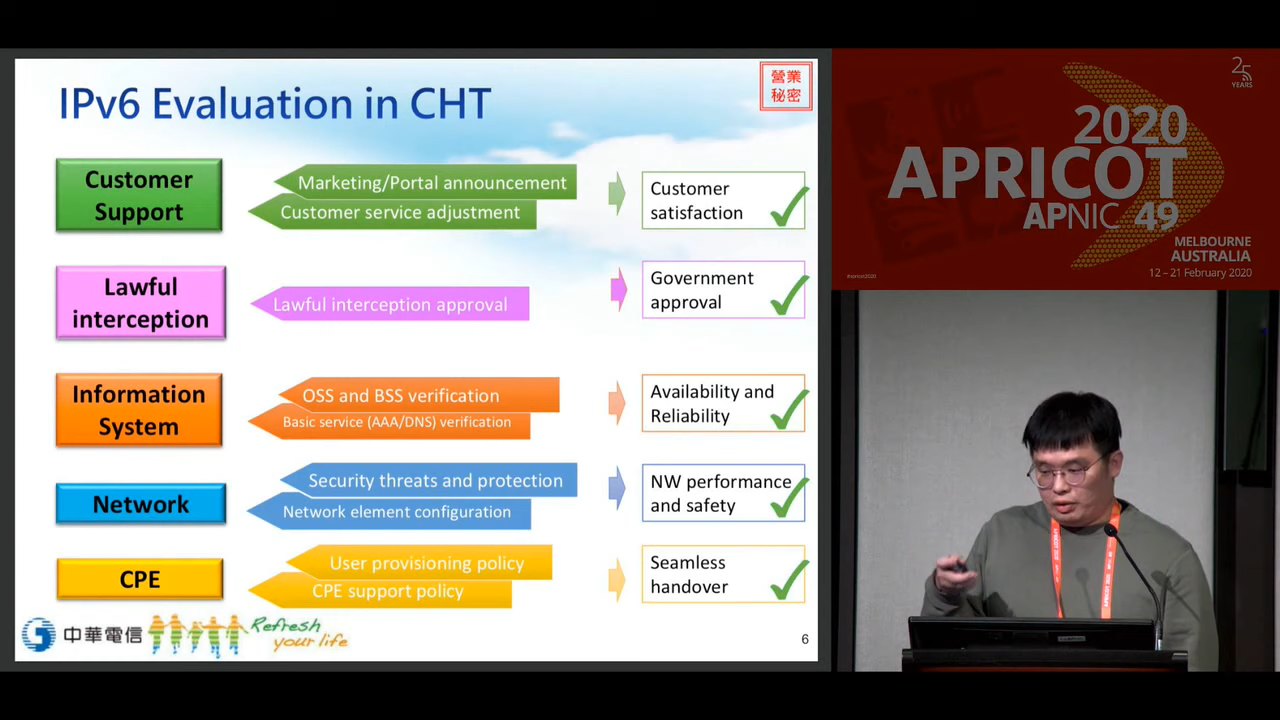 IPv6 Evaluation in CHT
營業
秘密
Customer
Support
Marketing/Portal announcement
Customer service adjustment
Customer
satisfaction
Lawful
interception
Lawful interception approval
Government
approval
Information
System
OSS and BSS verification
Basic service (AAA/DNS) verification
Availability and
Reliability
Network
Security threats and protection
Network element configuration
NW performance
and safety
CPE
User provisioning policy
CPE support policy
Seamless
handover
中華電信
Refresh
your life
6
25
YEARS
2020
APRICOT
APNIC 49
MELBOURNE
AUSTRALIA
12 – 21 February 2020
#apricot2020